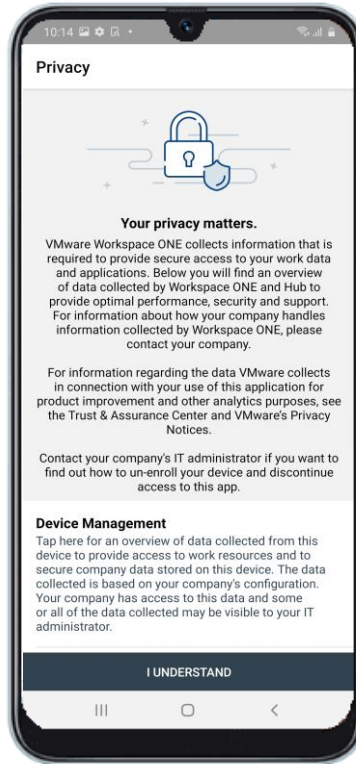 10:14
Privacy
Your privacy matters.
VMware Workspace ONE collects information that is
required to provide secure access to your work data
and applications. Below you will find an overview
of data collected by Workspace ONE and Hub to
provide optimal performance, security and support.
For information about how your company handles
information collected by Workspace ONE, please
contact your company.
For information regarding the data VMware collects
in connection with your use of this application for
product improvement and other analytics purposes, see
the Trust & Assurance Center and VMware's Privacy
Notices.
Contact your company's IT administrator if you want to
find out how to un-enroll your device and discontinue
access to this app.
Device Management
Tap here for an overview of data collected from this
device to provide access to work resources and to
secure company data stored on this device. The data
collected is based on your company's configuration.
Your company has access to this data and some
or all of the data collected may be visible to your IT
administrator.
I UNDERSTAND